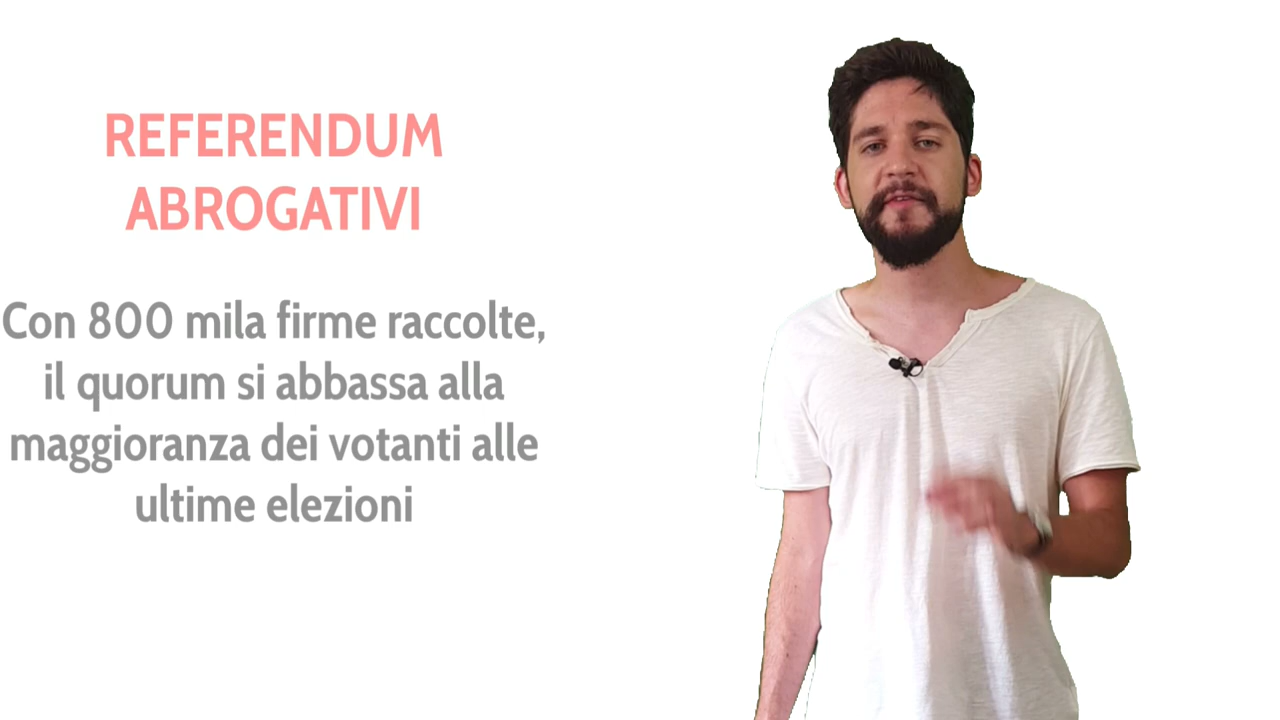 REFERENDUM
ABROGATIVI
Con 800 mila firme raccolte,
il quorum si abbassa alla
maggioranza dei votanti alle
ultime elezioni